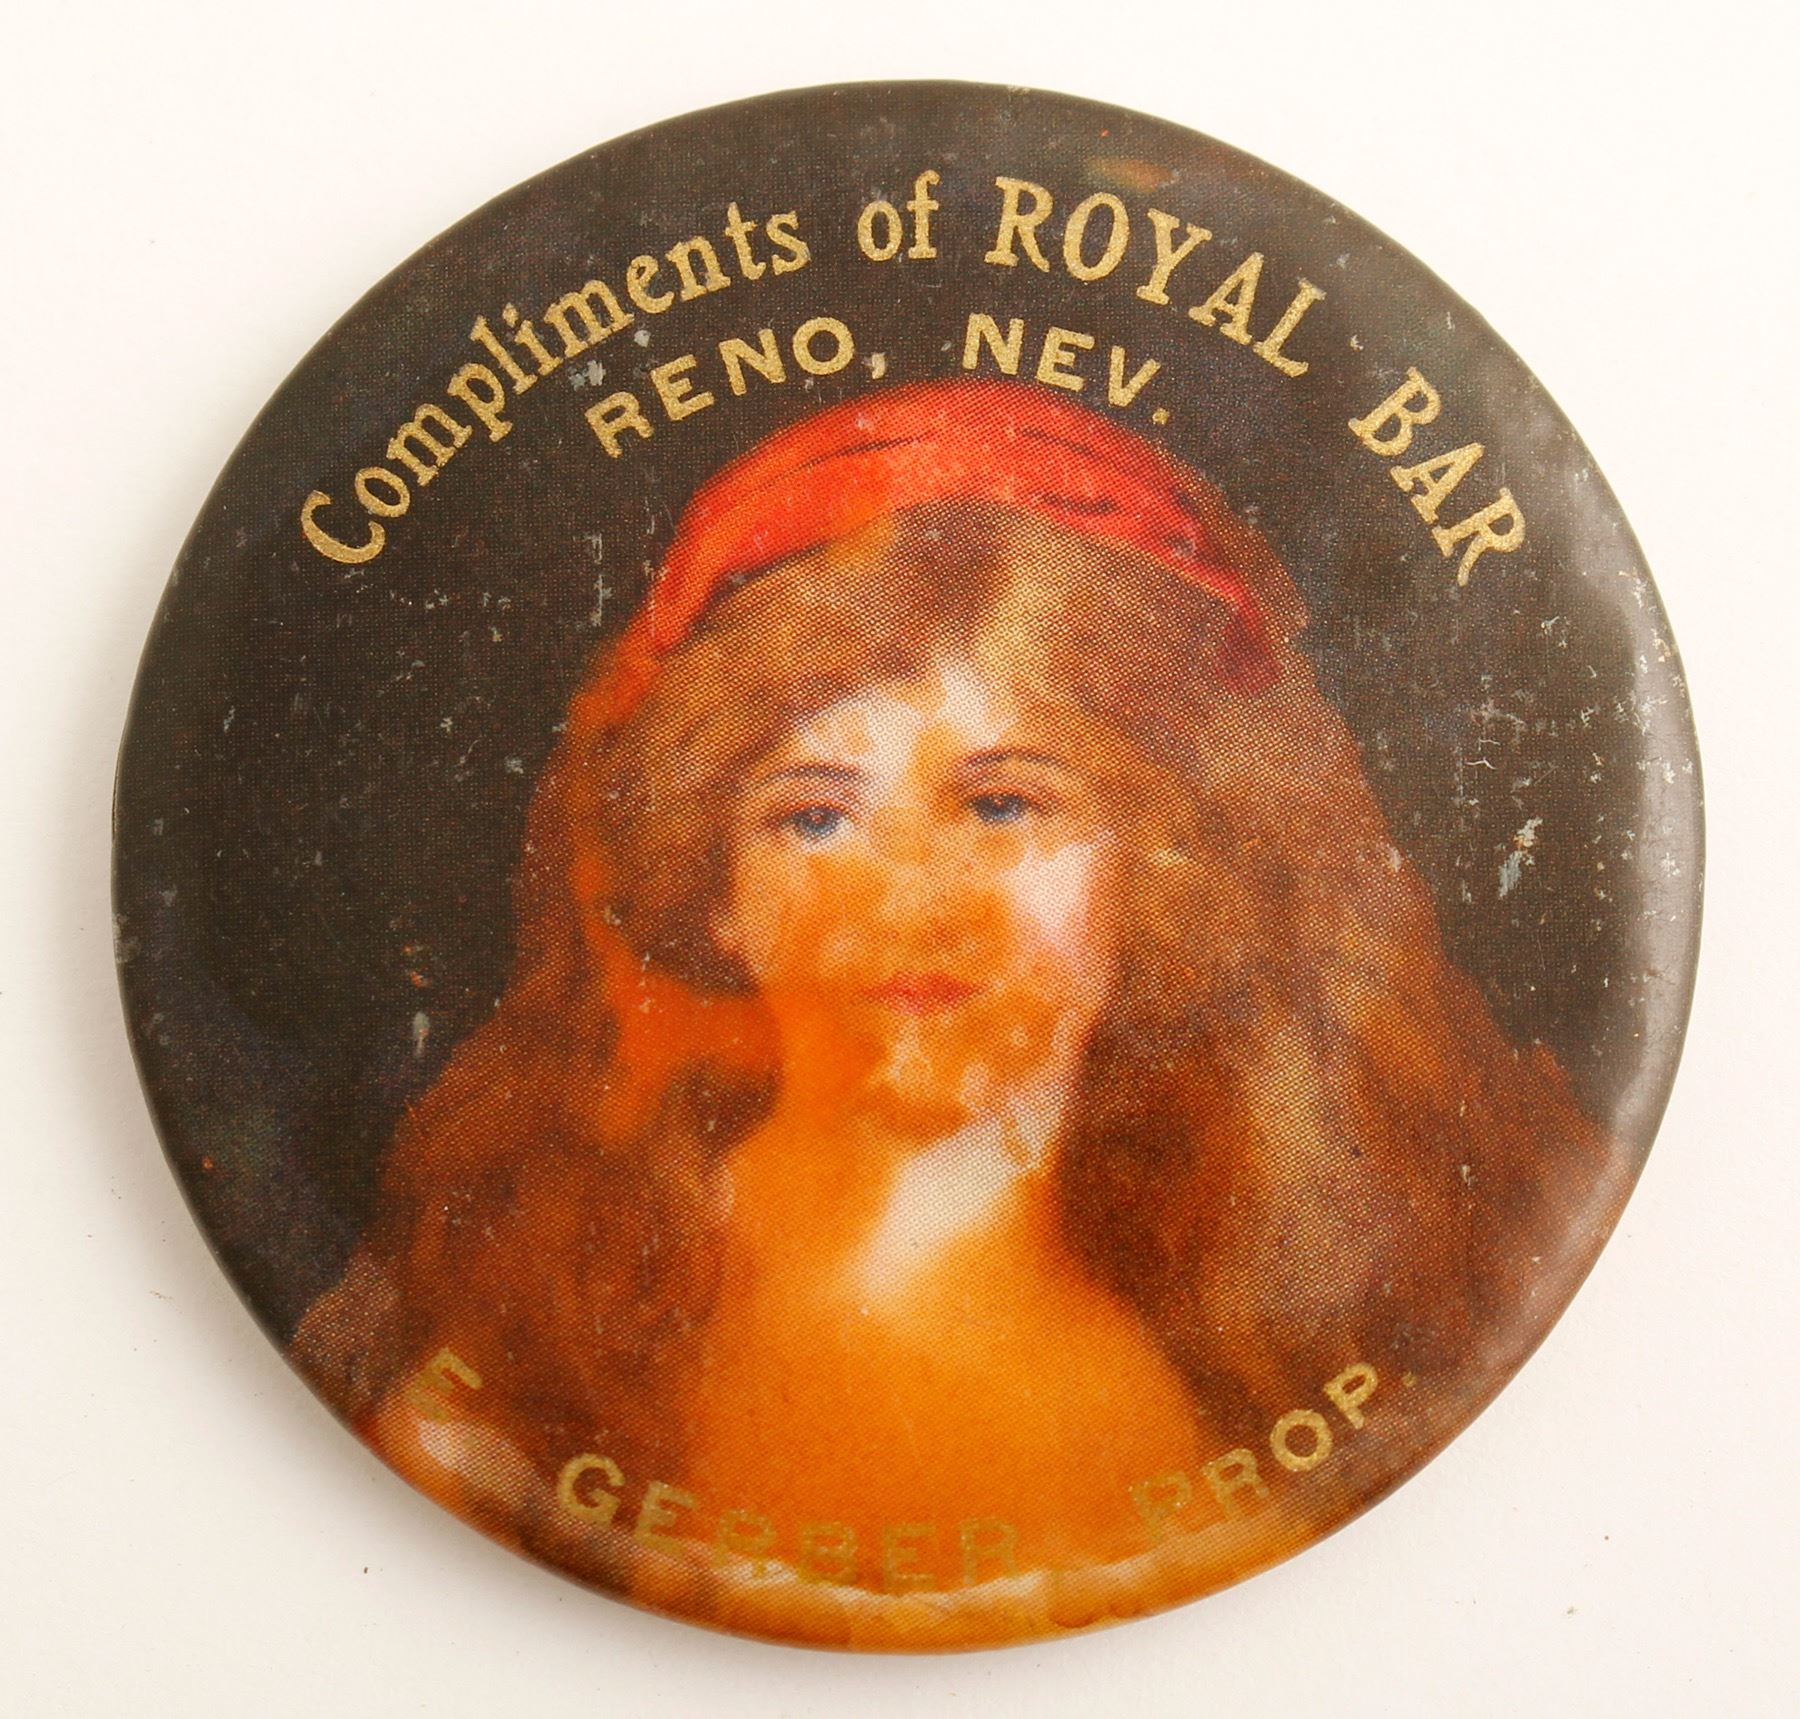 Compliments of ROYAL BAR
RENO, NEV.
E. GERBER, PROP.